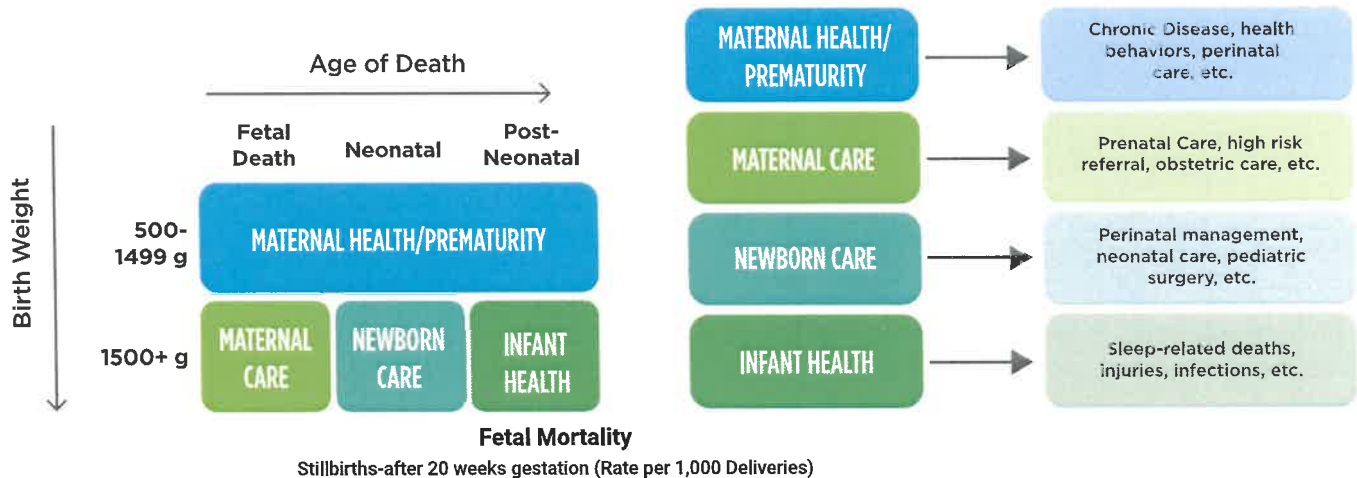 Age of Death
Birth Weight
Fetal
Death
Neonatal
Post-
Neonatal
500-
1499 g
MATERNAL HEALTH/PREMATURITY
1500+ g
MATERNAL
CARE
NEWBORN
CARE
INFANT
HEALTH
MATERNAL HEALTH/
PREMATURITY
Chronic Disease, health
behaviors, perinatal
care, etc.
MATERNAL CARE
Prenatal Care, high risk
referral, obstetric care, etc.
NEWBORN CARE
Perinatal management,
neonatal care, pediatric
surgery, etc.
INFANT HEALTH
Sleep-related deaths,
injuries, infections, etc.
Fetal Mortality
Stillbirths-after 20 weeks gestation (Rate per 1,000 Deliveries)